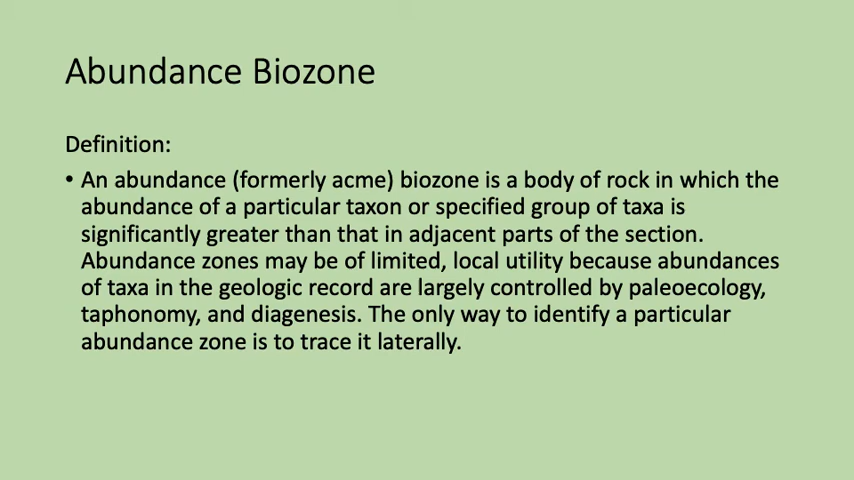 Abundance Biozone
Definition:
• An abundance (formerly acme) biozone is a body of rock in which the
abundance of a particular taxon or specified group of taxa is
significantly greater than that in adjacent parts of the section.
Abundance zones may be of limited, local utility because abundances
of taxa in the geologic record are largely controlled by paleoecology,
taphonomy, and diagenesis. The only way to identify a particular
abundance zone is to trace it laterally.